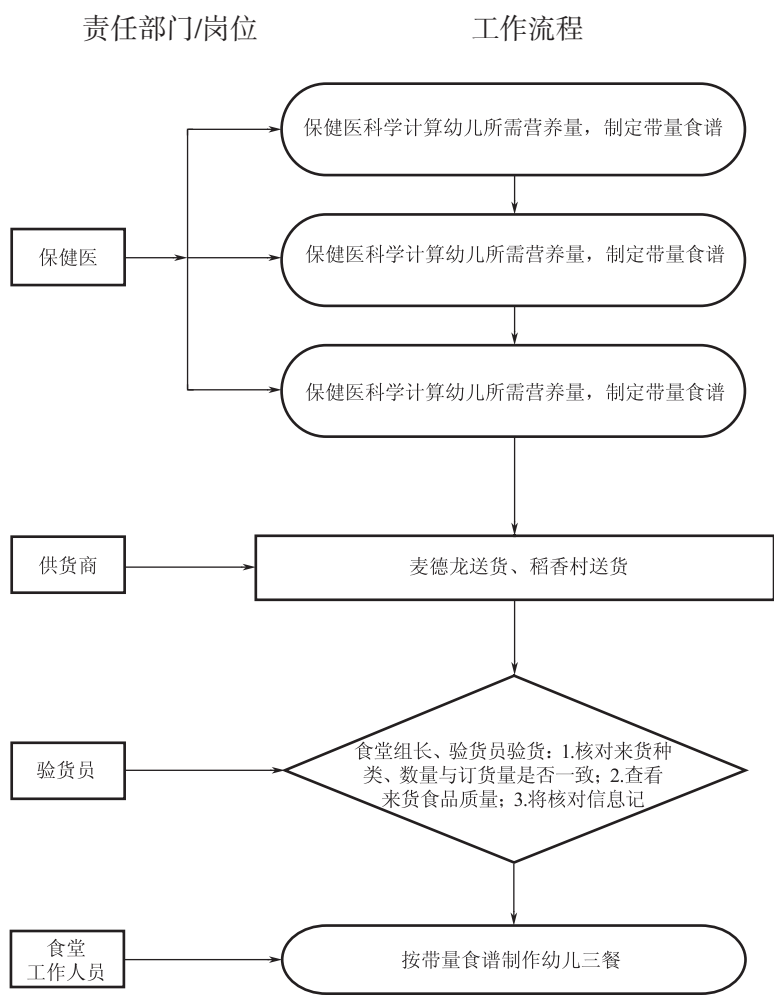 责任部门/岗位
工作流程
保健医科学计算幼儿所需营养量，制定带量食谱
保健医
保健医科学计算幼儿所需营养量，制定带量食谱
保健医科学计算幼儿所需营养量，制定带量食谱
供货商
麦德龙送货、稻香村送货
验货员
食堂组长、验货员验货：1.核对来货种
类、数量与订货量是否一致；2.查看
来货食品质量；3.将核对信息记
食堂
工作人员
按带量食谱制作幼儿三餐